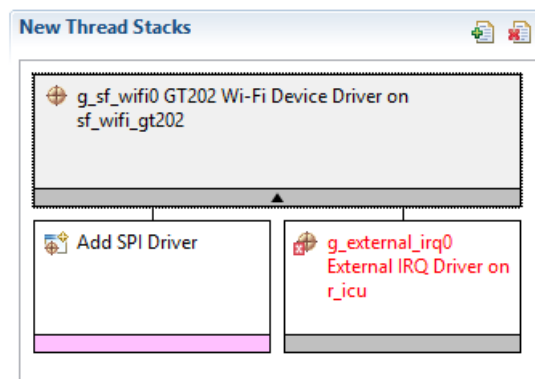 New Thread Stacks
g_sf_wifi0 GT202 Wi-Fi Device Driver on
sf_wifi_gt202
Add SPI Driver
g_external_irq0
External IRQ Driver on
r_icu